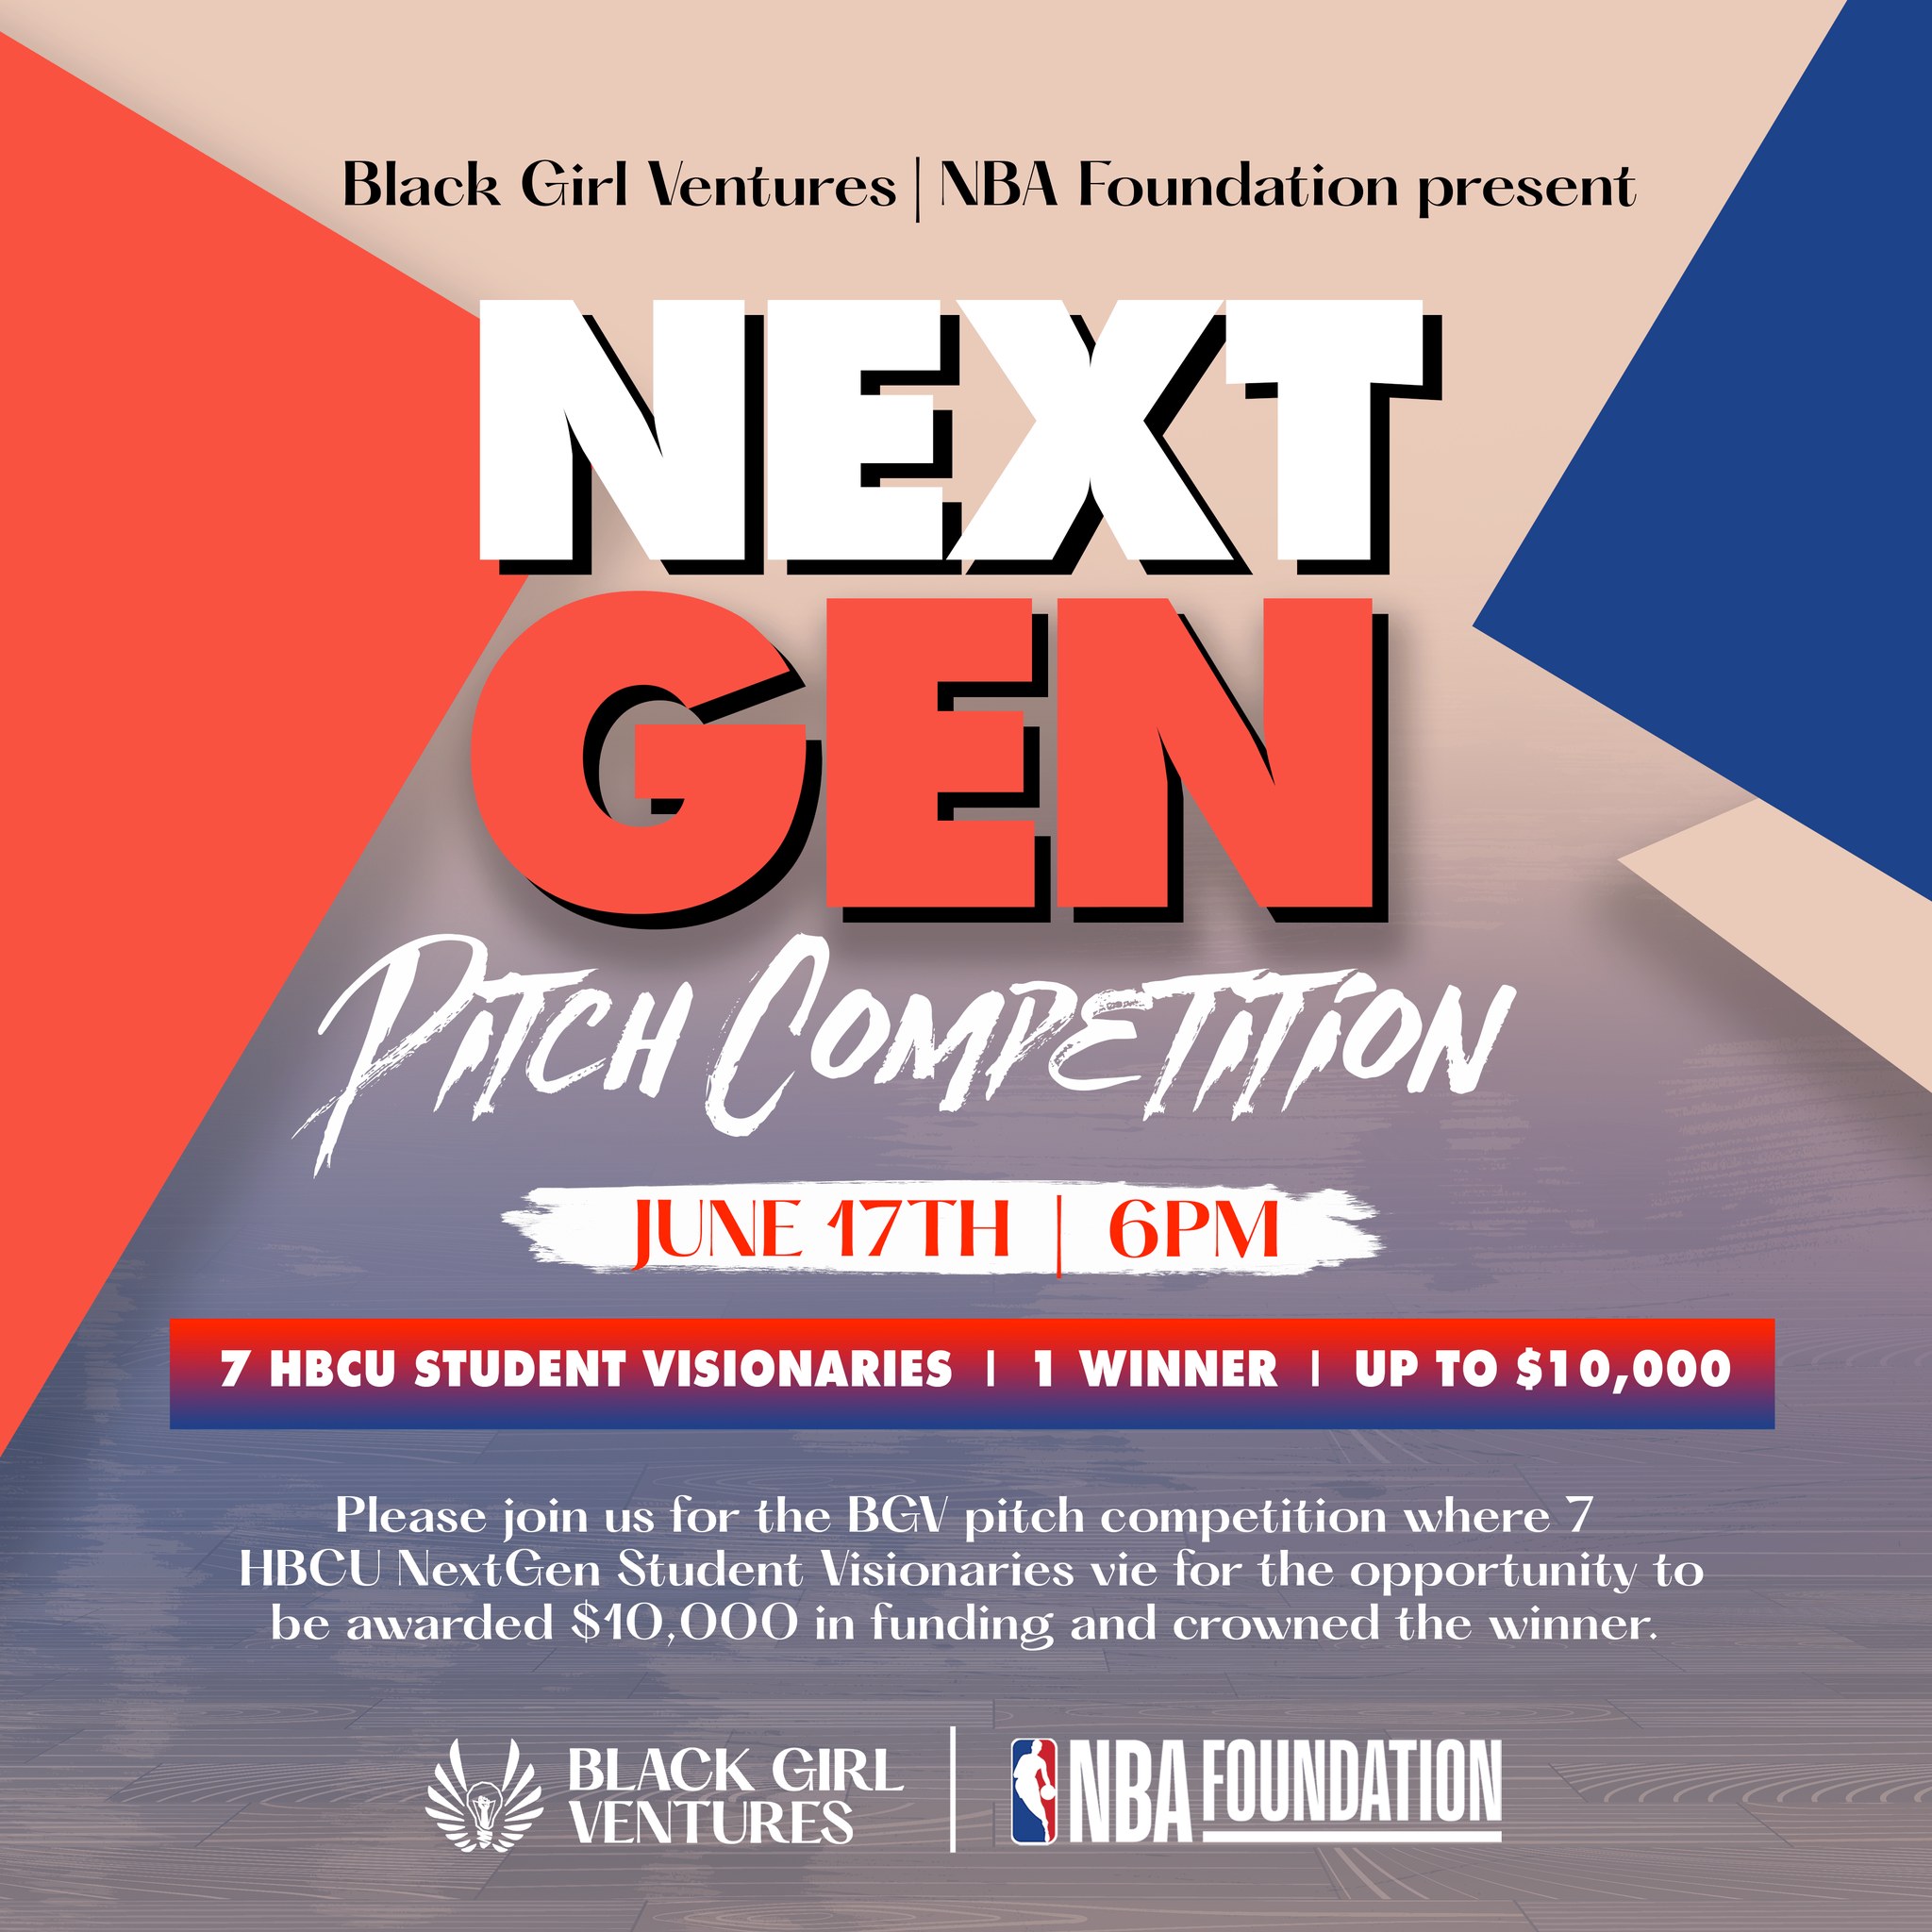 Black Girl Ventures | NBA Foundation present
NEXT
GEN
PITCH COMPETITION
JUNE 17TH | 6PM
7 HBCU STUDENT VISIONARIES | 1 WINNER | UP TO $10,000
Please join us for the BGV pitch competition where 7
HBCU NextGen Student Visionaries vie for the opportunity to
be awarded $10,000 in funding and crowned the winner.
BLACK GIRL
VENTURES
NBA FOUNDATION